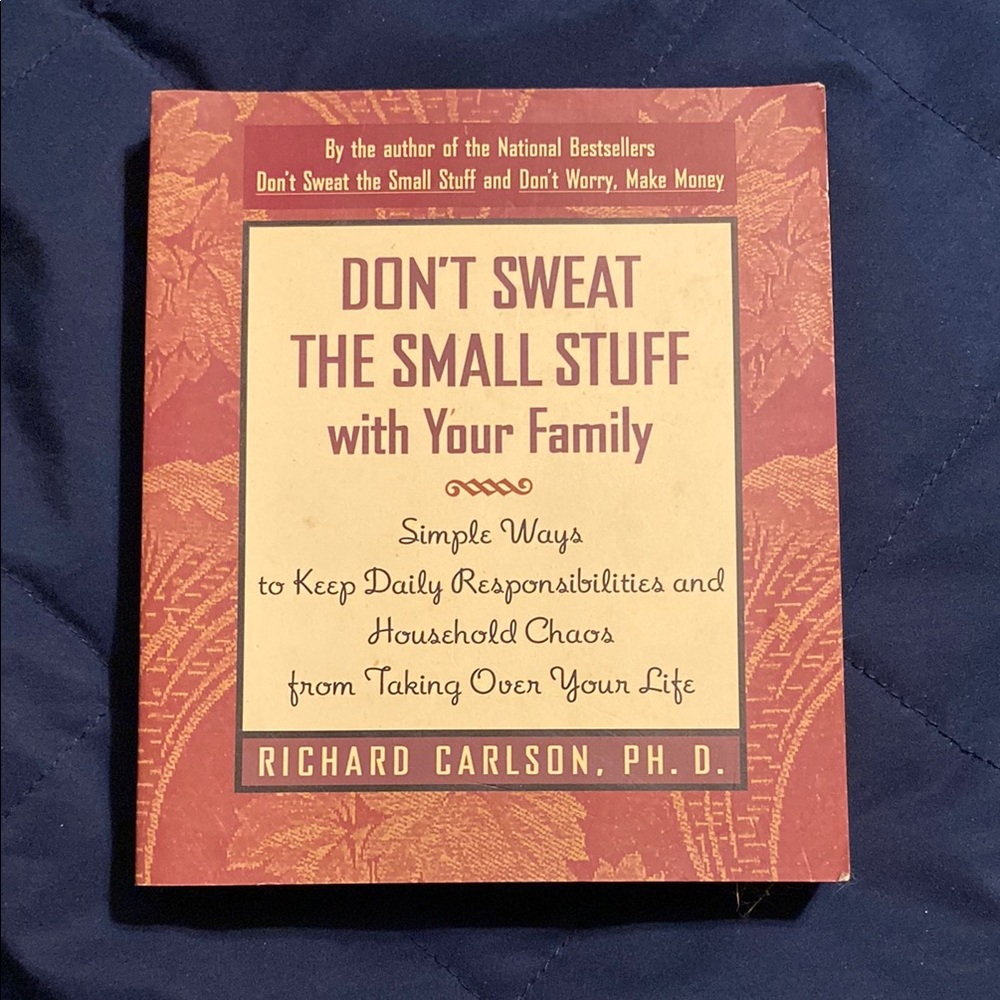 By the author of the National Bestsellers
Don't Sweat the Small Stuff and Don't Worry, Make Money
DON'T SWEAT
THE SMALL STUFF
with Your Family
Simple Ways
to Keep Daily Responsibilities and
Household Chaos
from Taking Over Your Life
RICHARD CARLSON, PH. D.